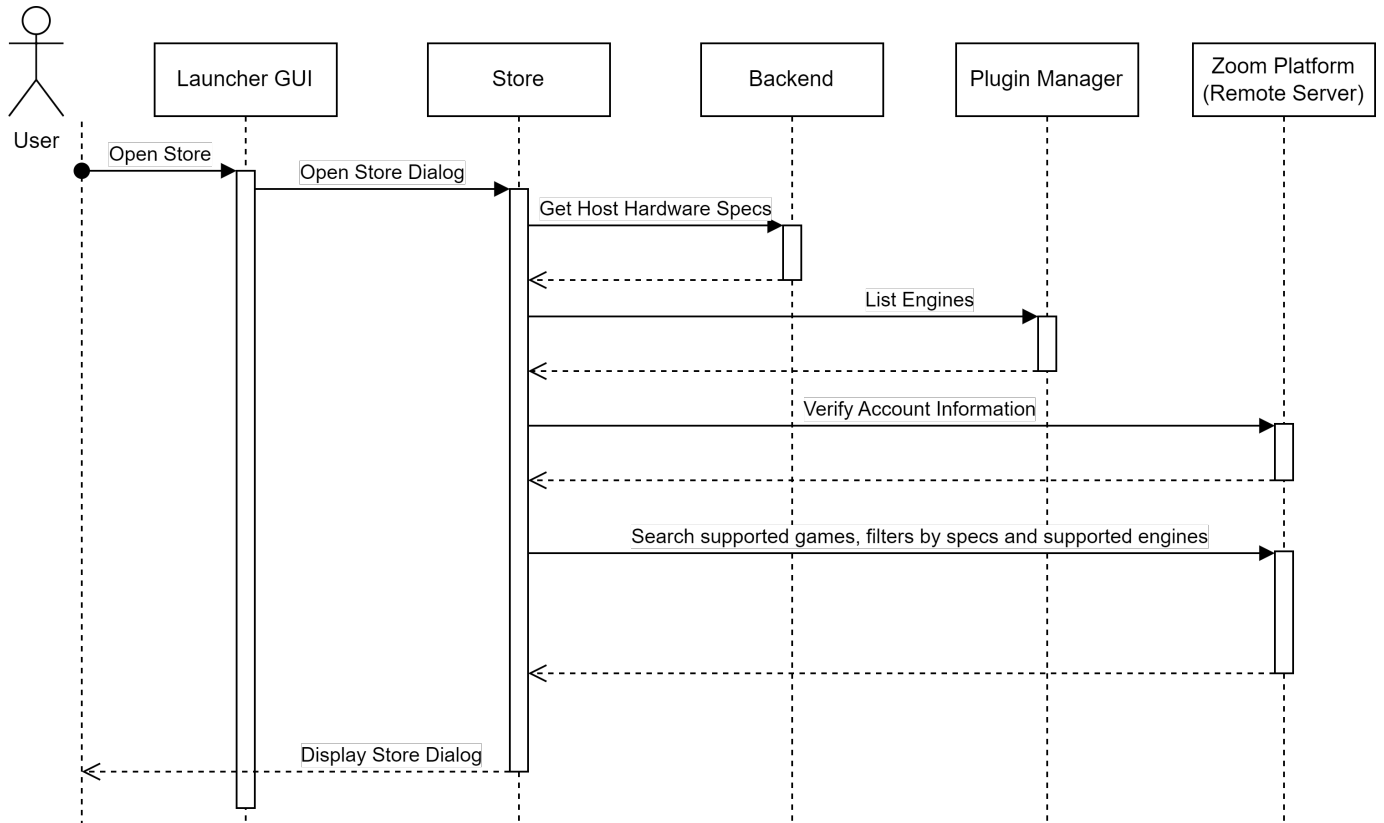 Launcher GUI
Store
Backend
Plugin Manager
Zoom Platform
(Remote Server)
User
Open Store
Open Store Dialog
Get Host Hardware Specs
List Engines
Verify Account Information
Search supported games, filters by specs and supported engines
Display Store Dialog